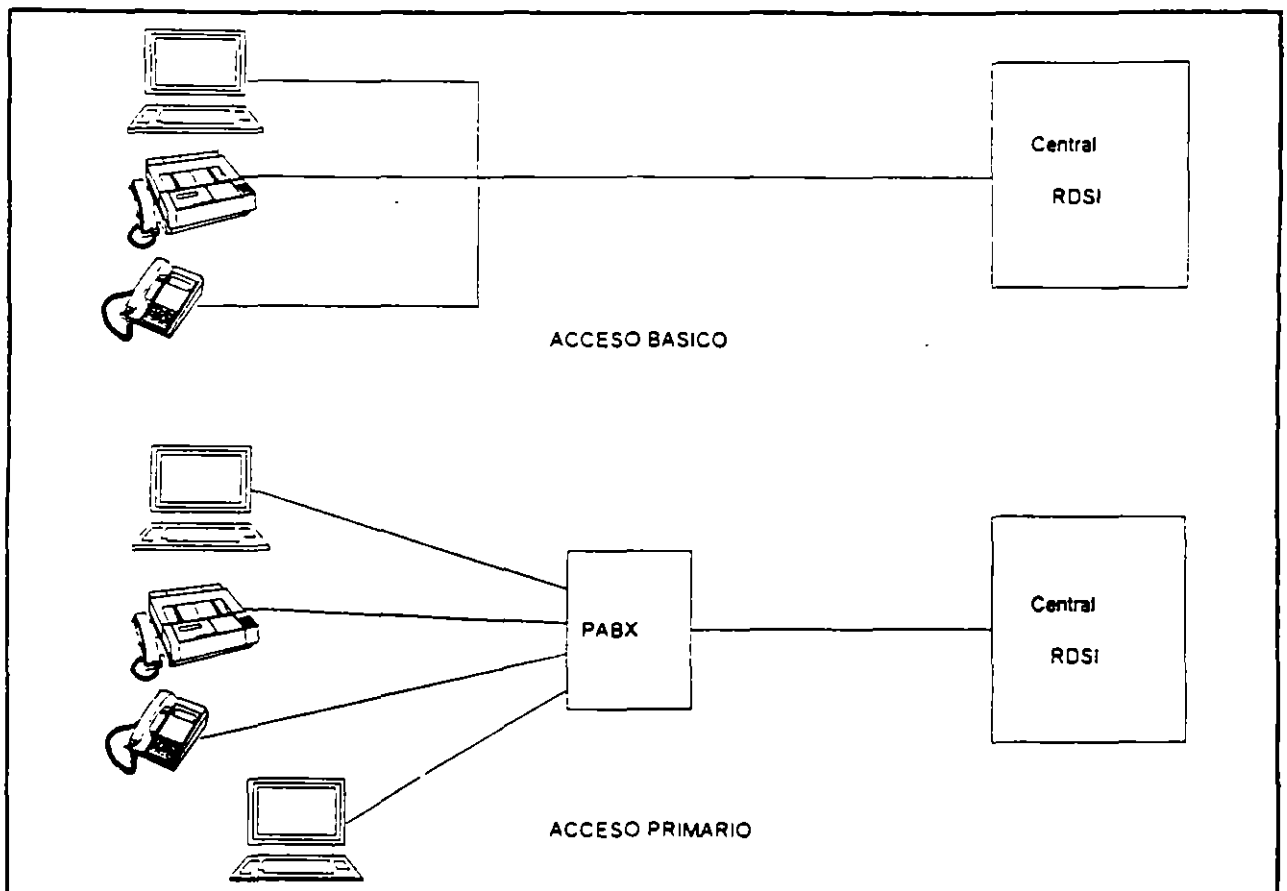 Central
RDSI
ACCESO BASICO
PABX
Central
RDSI
ACCESO PRIMARIO